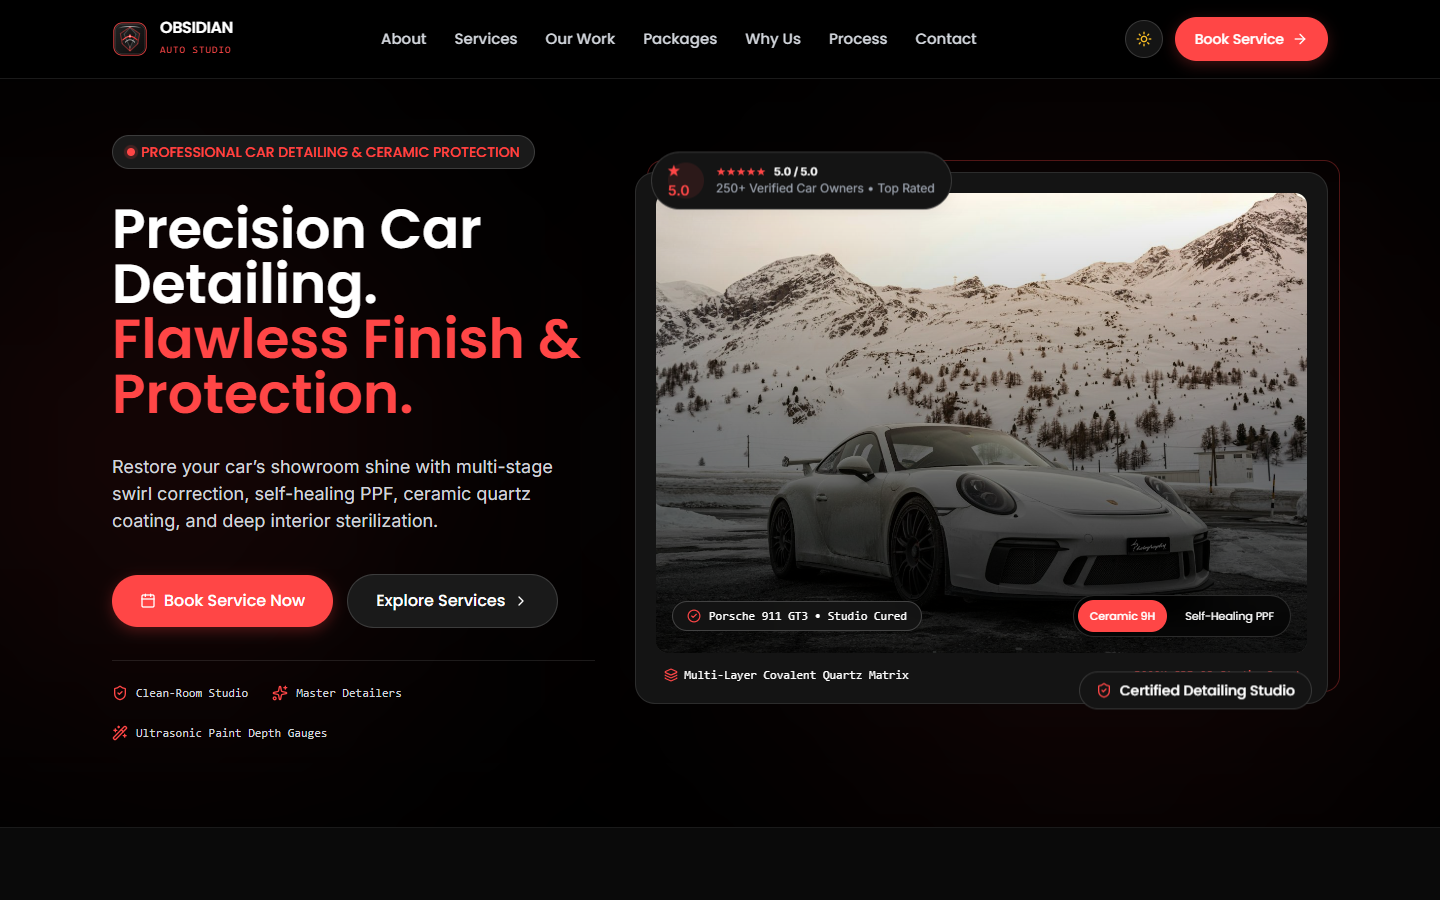 OBSIDIAN
AUTO STUDIO
About
Services
Our Work
Packages
Why Us
Process
Contact
Book Service
PROFESSIONAL CAR DETAILING & CERAMIC PROTECTION
Precision Car
Detailing.
Flawless Finish &
Protection.
Restore your car's showroom shine with multi-stage
swirl correction, self-healing PPF, ceramic quartz
coating, and deep interior sterilization.
Book Service Now
Explore Services
Clean-Room Studio
Master Detailers
Ultrasonic Paint Depth Gauges
★
5.0
★★★★★ 5.0 / 5.0
250+ Verified Car Owners • Top Rated
Porsche 911 GT3 • Studio Cured
Ceramic 9H
Self-Healing PPF
Multi-Layer Covalent Quartz Matrix
Certified Detailing Studio